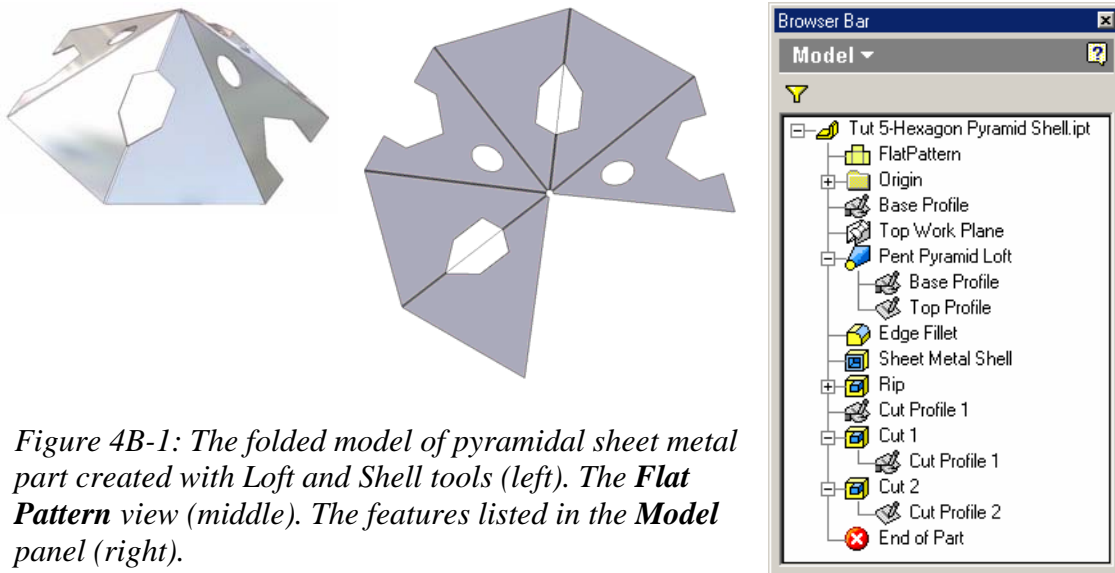 Browser Bar
Model
Tut 5-Hexagon Pyramid Shell.ipt
FlatPattern
Origin
Base Profile
Top Work Plane
Pent Pyramid Loft
Base Profile
Top Profile
Edge Fillet
Sheet Metal Shell
Rip
Cut Profile 1
Cut 1
Cut Profile 1
Cut 2
Cut Profile 2
End of Part
Figure 4B-1: The folded model of pyramidal sheet metal
part created with Loft and Shell tools (left). The Flat
Pattern view (middle). The features listed in the Model
panel (right).